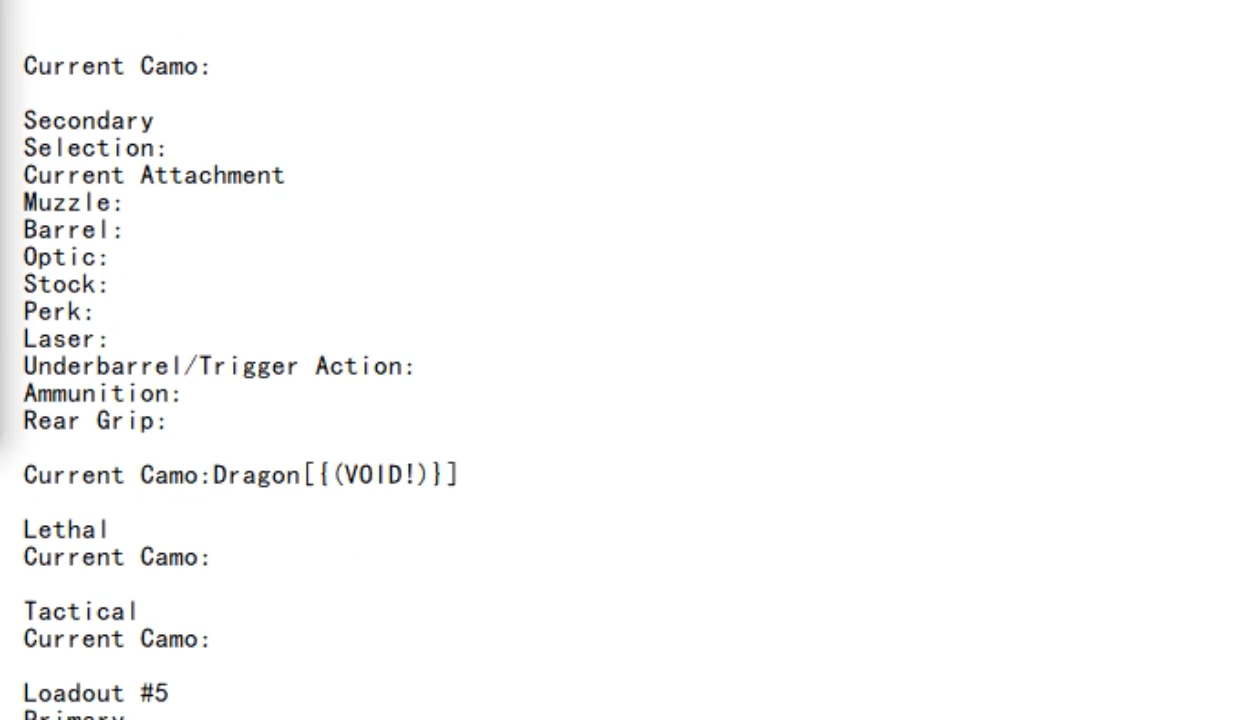 Current Camo:
Secondary
Selection:
Current Attachment
Muzzle:
Barrel:
Optic:
Stock:
Perk:
Laser:
Underbarrel/Trigger Action:
Ammunition:
Rear Grip:
Current Camo:Dragon[{(VOID!)}]
Lethal
Current Camo:
Tactical
Current Camo:
Loadout #5
Primary